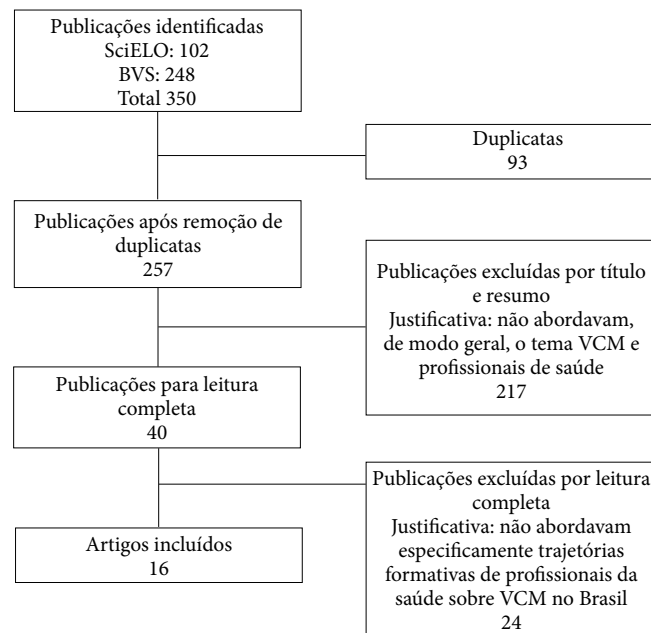 Publicações identificadas
SciELO: 102
BVS: 248
Total 350
Duplicatas
93
Publicações após remoção de
duplicatas
257
Publicações excluídas por título
e resumo
Justificativa: não abordavam,
de modo geral, o tema VCM e
profissionais de saúde
217
Publicações para leitura
completa
40
Publicações excluídas por leitura
completa
Justificativa: não abordavam
especificamente trajetórias
formativas de profissionais da
saúde sobre VCM no Brasil
24
Artigos incluídos
16